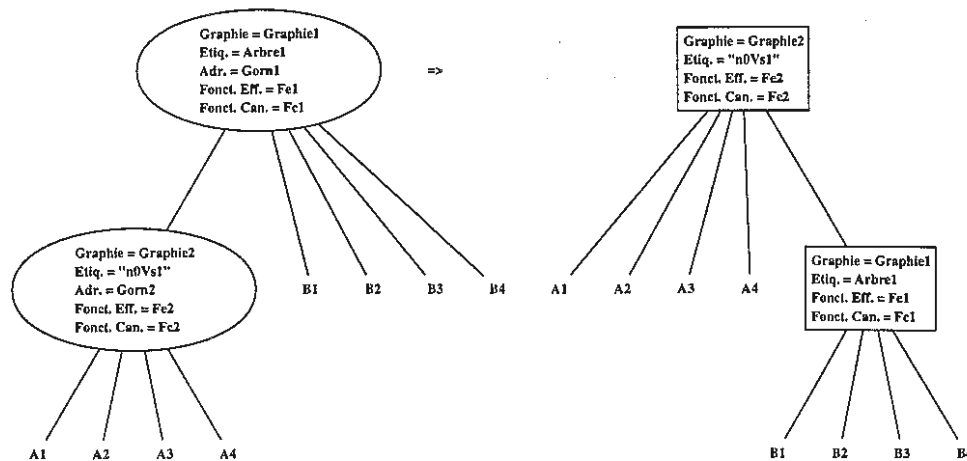 Graphie = Graphie1
Etiq. = Arbre1
Adr. = Gorn1
Fonct. Eff. = Fe1
Fonct. Can. = Fc1
=>
Graphie = Graphie2
Etiq. = "n0Vs1"
Fonct. Eff. = Fe2
Fonct. Can. = Fc2
Graphie = Graphie2
Etiq. = "n0Vs1"
Adr. = Gorn2
Fonct. Eff. = Fe2
Fonct. Can. = Fc2
B1 B2 B3 B4
A1 A2 A3 A4
Graphie = Graphie1
Etiq. = Arbre1
Fonct. Eff. = Fe1
Fonct. Can. = Fc1
A1 A2 A3 A4
B1 B2 B3